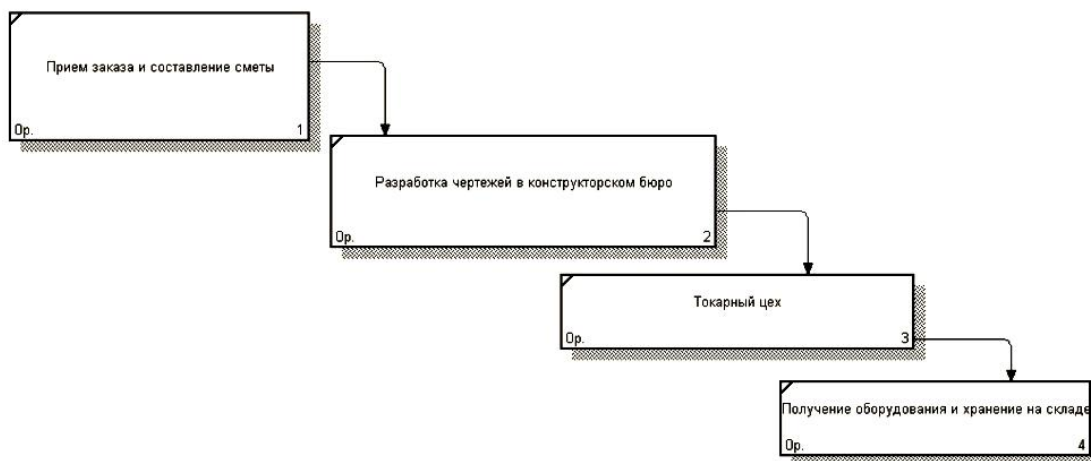 Прием заказа и составление сметы
0р. 1
Разработка чертежей в конструкторском бюро
0р. 2
Токарный цех
0р. 3
Получение оборудования и хранение на складе
0р. 4